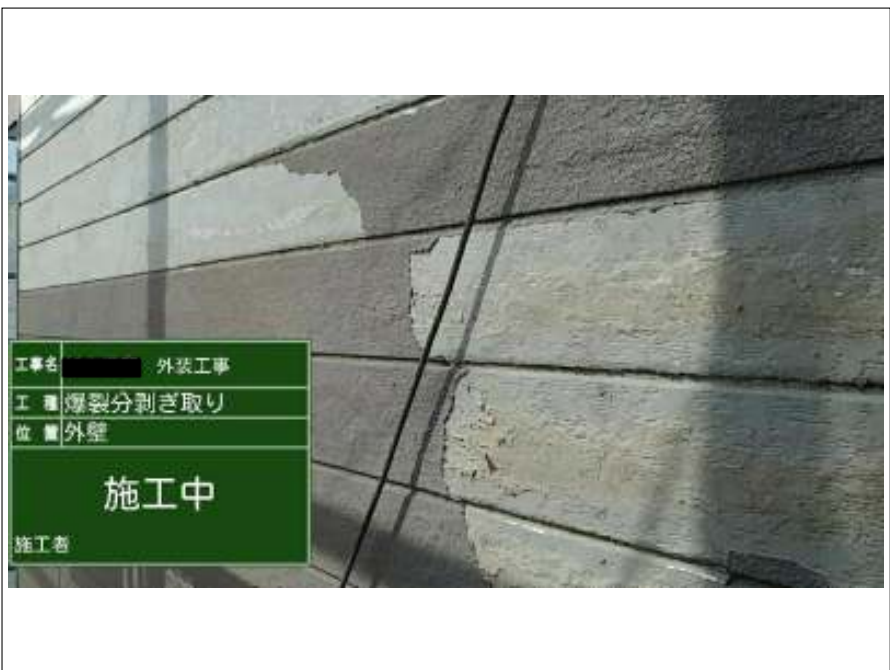 工事名 外装工事
工種 爆裂分剥ぎ取り
位置 外壁
施工中
施工者